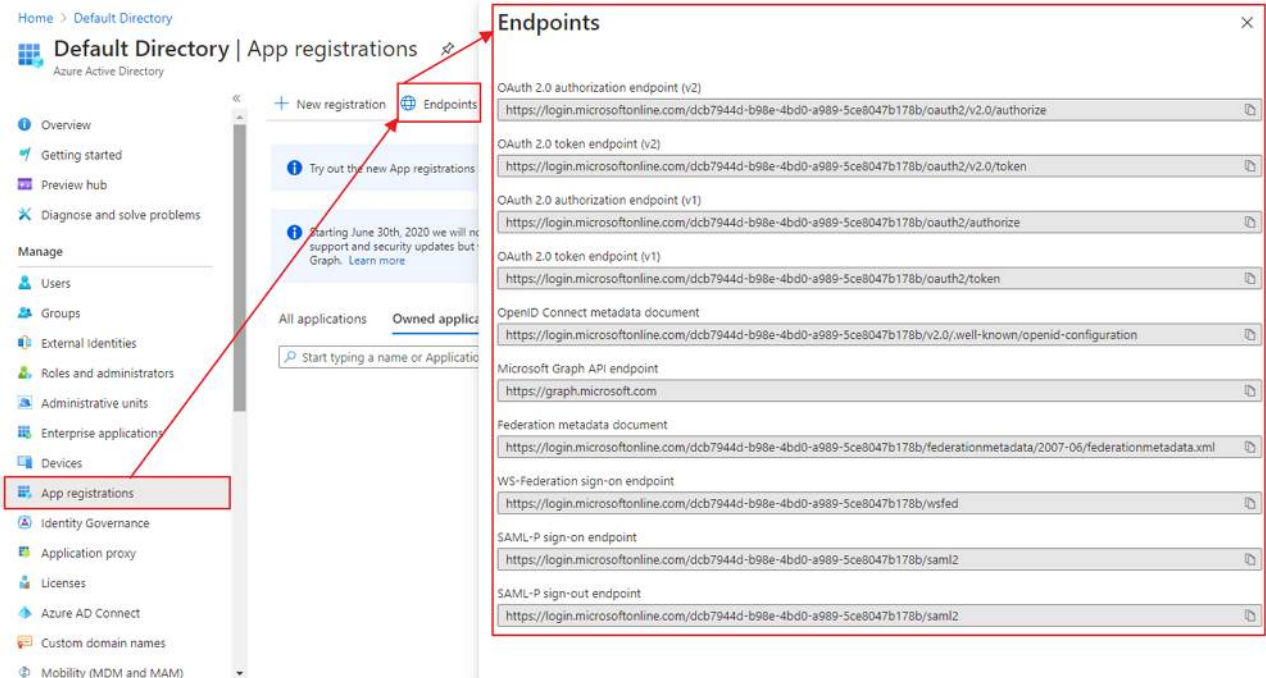 Home > Default Directory
Default Directory | App registrations
Azure Active Directory
«
Overview
Getting started
Preview hub
Diagnose and solve problems
Manage
Users
Groups
External Identities
Roles and administrators
Administrative units
Enterprise applications
Devices
App registrations
Identity Governance
Application proxy
Licenses
Azure AD Connect
Custom domain names
Mobility (MDM and MAM)
+ New registration Endpoints
Try out the new App registrations
Starting June 30th, 2020 we will no
support and security updates but
Graph. Learn more
All applications Owned applica
Start typing a name or Applicatio
Endpoints
OAuth 2.0 authorization endpoint (v2)
https://login.microsoftonline.com/dcb7944d-b98e-4bd0-a989-5ce8047b178b/oauth2/v2.0/authorize
OAuth 2.0 token endpoint (v2)
https://login.microsoftonline.com/dcb7944d-b98e-4bd0-a989-5ce8047b178b/oauth2/v2.0/token
OAuth 2.0 authorization endpoint (v1)
https://login.microsoftonline.com/dcb7944d-b98e-4bd0-a989-5ce8047b178b/oauth2/authorize
OAuth 2.0 token endpoint (v1)
https://login.microsoftonline.com/dcb7944d-b98e-4bd0-a989-5ce8047b178b/oauth2/token
OpenID Connect metadata document
https://login.microsoftonline.com/dcb7944d-b98e-4bd0-a989-5ce8047b178b/v2.0/.well-known/openid-configuration
Microsoft Graph API endpoint
https://graph.microsoft.com
Federation metadata document
https://login.microsoftonline.com/dcb7944d-b98e-4bd0-a989-5ce8047b178b/federationmetadata/2007-06/federationmetadata.xml
WS-Federation sign-on endpoint
https://login.microsoftonline.com/dcb7944d-b98e-4bd0-a989-5ce8047b178b/wsfed
SAML-P sign-on endpoint
https://login.microsoftonline.com/dcb7944d-b98e-4bd0-a989-5ce8047b178b/saml2
SAML-P sign-out endpoint
https://login.microsoftonline.com/dcb7944d-b98e-4bd0-a989-5ce8047b178b/saml2